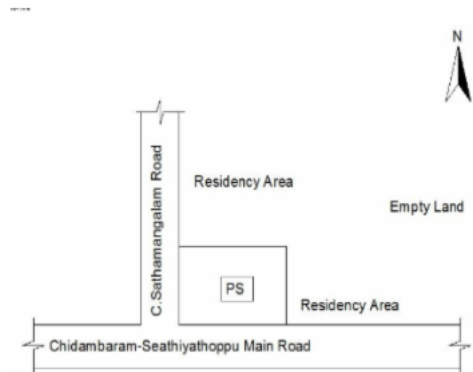 N
Residency Area
Empty Land
C.Sathamangalam Road
PS
Residency Area
Chidambaram-Seathiyathoppu Main Road